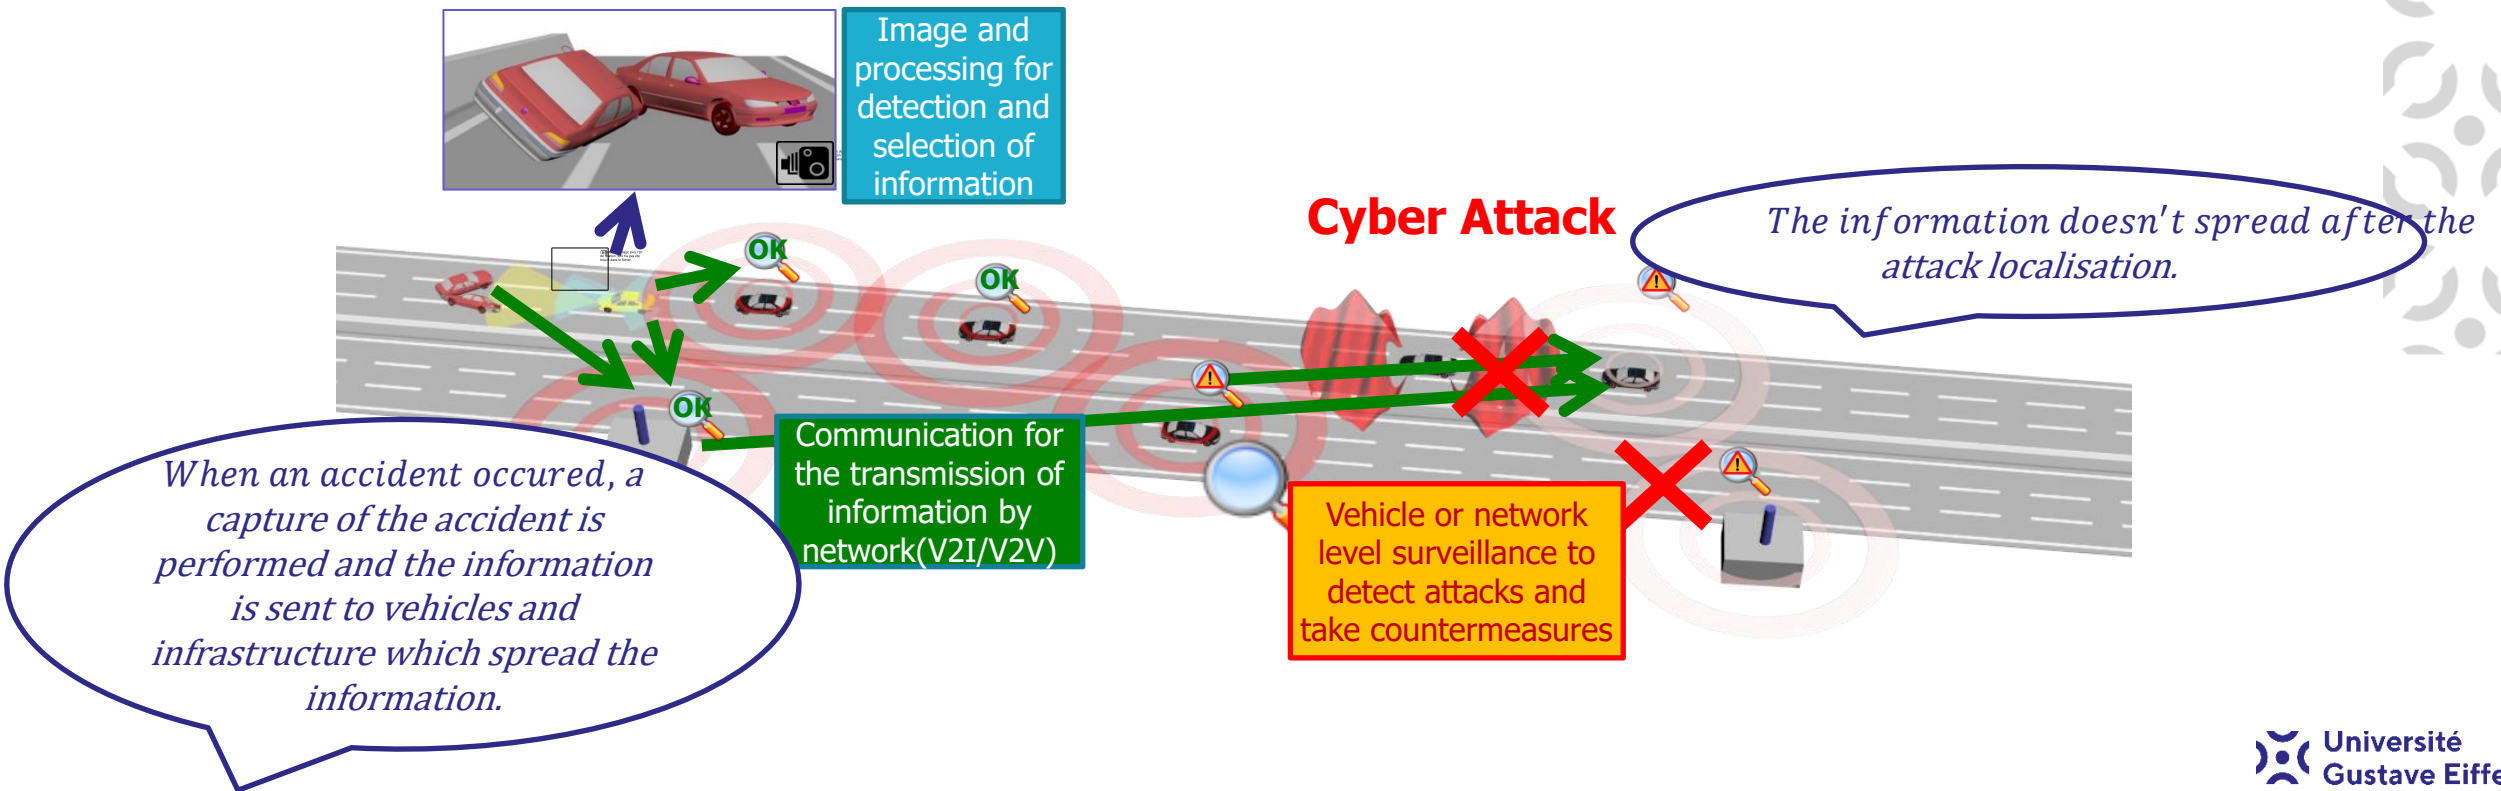 Image and
processing for
detection and
selection of
information
Cyber Attack
The information doesn't spread after the
attack localisation.
OK
OK
OK
When an accident occured, a
capture of the accident is
performed and the information
is sent to vehicles and
infrastructure which spread the
information.
Communication for
the transmission of
information by
network(V2I/V2V)
Vehicle or network
level surveillance to
detect attacks and
take countermeasures
Université
Gustave Eiffe